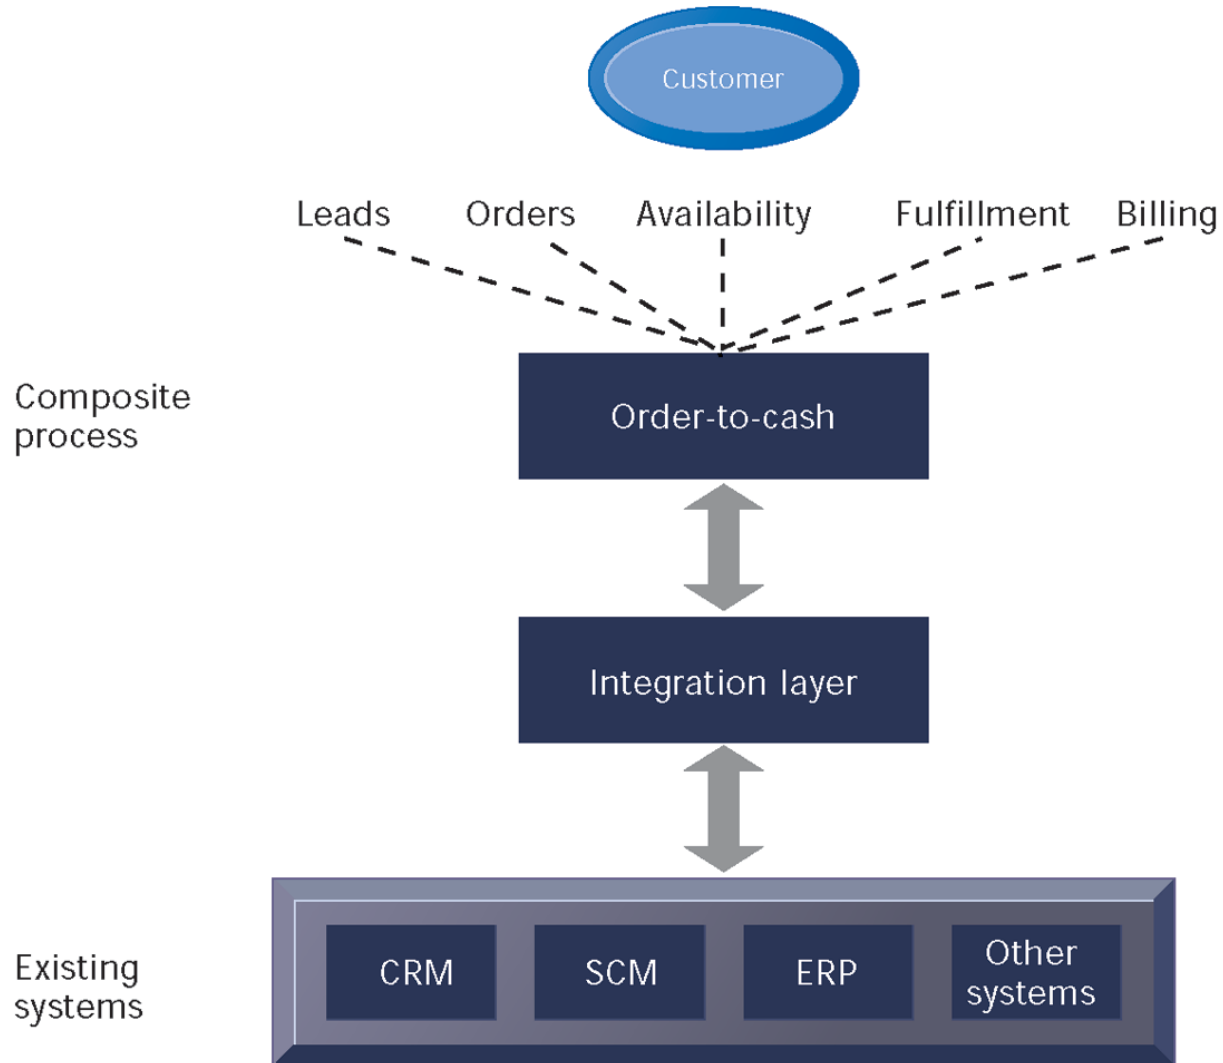 Customer
Leads Orders Availability Fulfillment Billing
Composite
process
Order-to-cash
Integration layer
Existing
systems
CRM SCM ERP Other
systems